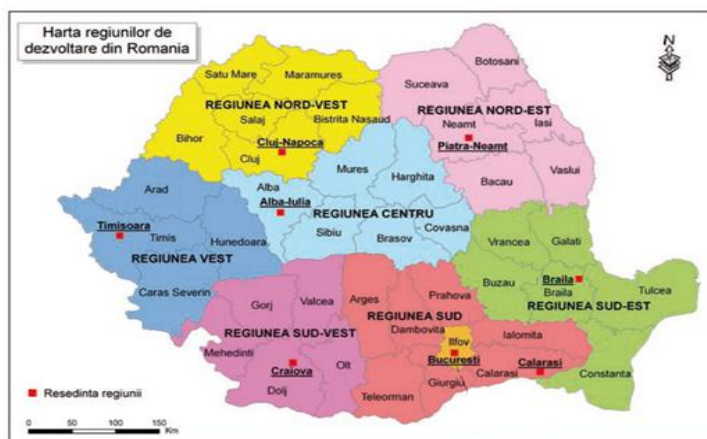 Harta regiunilor de
dezvoltare din Romania
N
Botosani
Satu Mare
Maramures
Suceava
REGIUNEA NORD-VEST
REGIUNEA NORD-EST
Salaj
Bistrita Nasaud
Neamt
Iasi
Bihor
Cluj-Napoca
Piatra-Neamt
Cluj
Mures
Vaslui
Alba
Harghita
Bacau
Arad
Alba-Iulia
REGIUNEA CENTRU
Timisoara
Timis
Hunedoara
Sibiu
Brasov
Covasna
Vrancea
Galati
REGIUNEA VEST
Buzau
Braila
Braila
Tulcea
Caras Severin
Gorj
Valcea
Arges
Prahova
REGIUNEA SUD-EST
REGIUNEA SUD
REGIUNEA SUD-VEST
Dambovita
Ilfov
Ialomita
Mehedinti
Olt
Bucuresti
Calarasi
Craiova
Calarasi
Constanta
Dolj
Teleorman
Giurgiu
Resedinta regiunii
0 50 100 150
Km